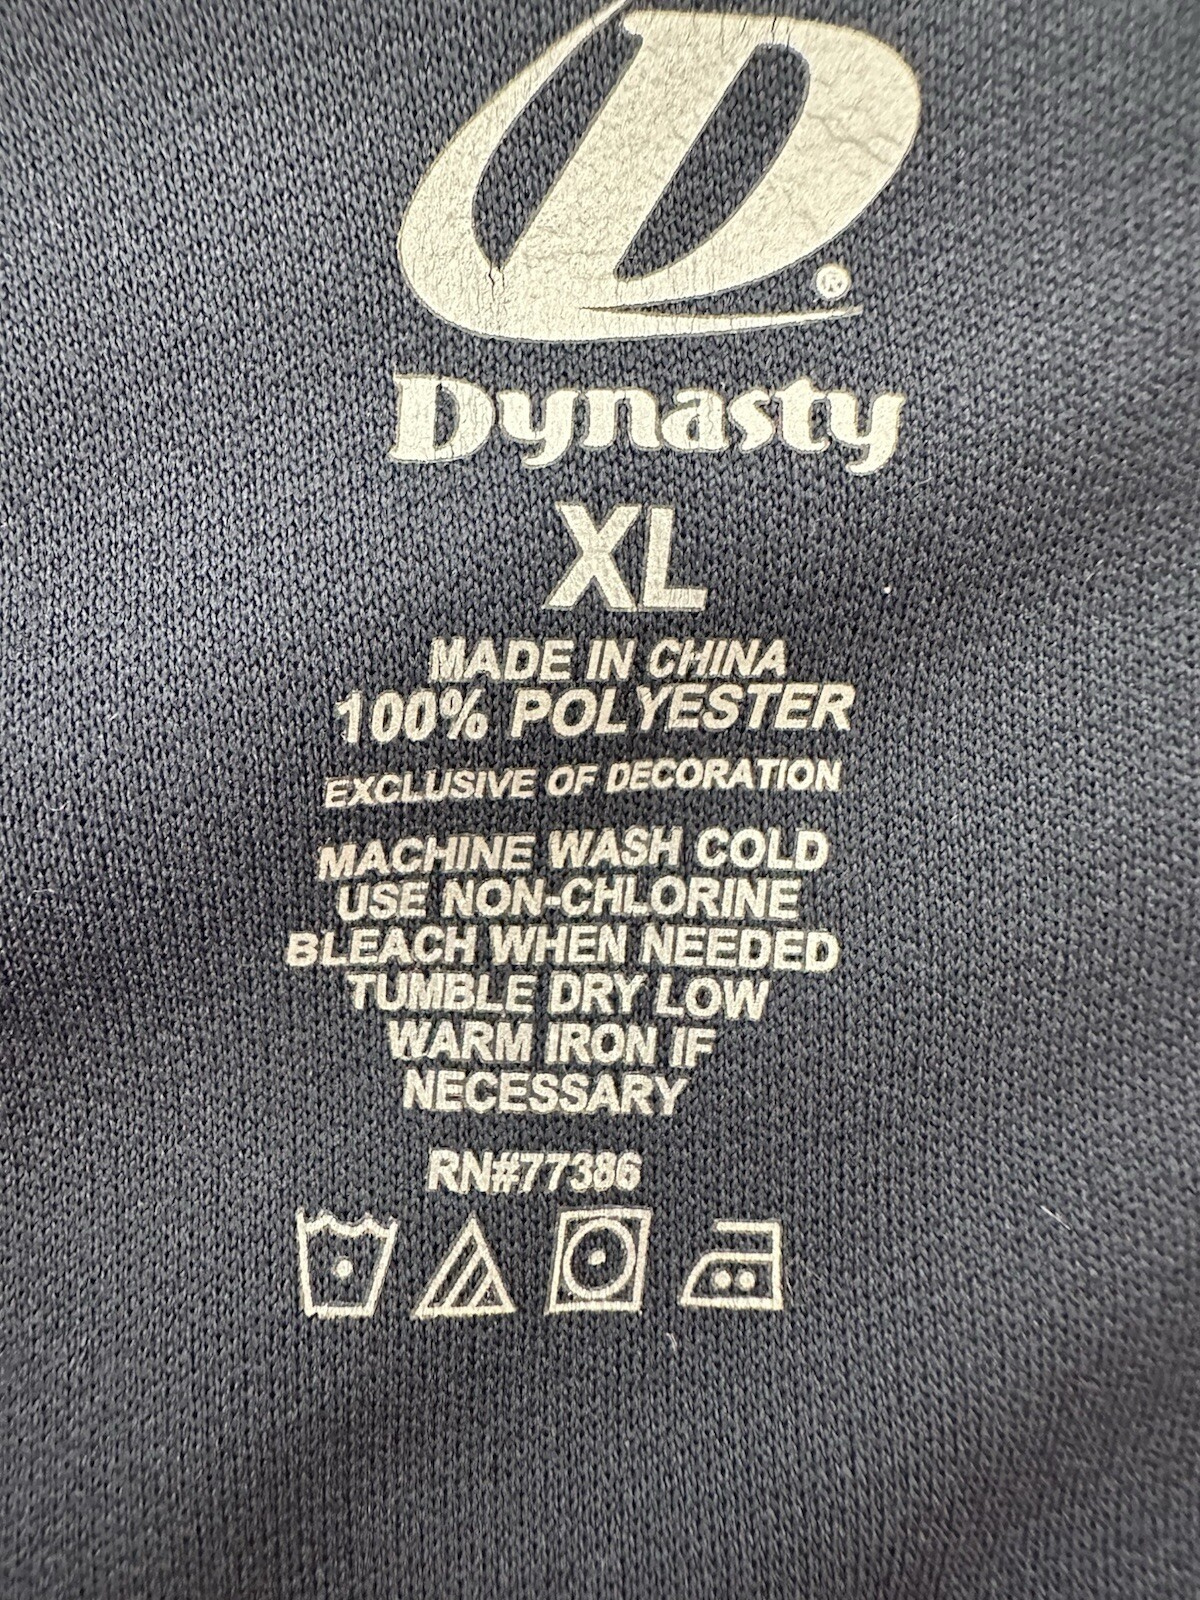 D®
Dynasty
XL
MADE IN CHINA
100% POLYESTER
EXCLUSIVE OF DECORATION
MACHINE WASH COLD
USE NON-CHLORINE
BLEACH WHEN NEEDED
TUMBLE DRY LOW
WARM IRON IF
NECESSARY
RN#77386